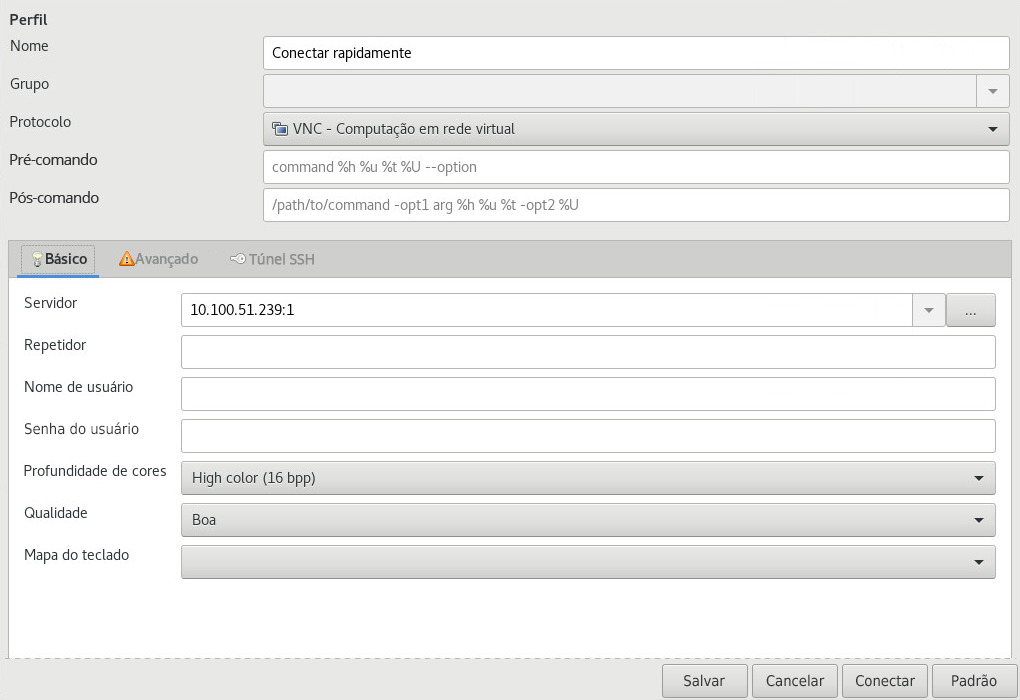 Perfil
Nome
Conectar rapidamente
Grupo
Protocolo
VNC - Computação em rede virtual
Pré-comando
command %h %u %t %U --option
Pós-comando
/path/to/command -opt1 arg %h %u %t -opt2 %U
Básico Avançado Túnel SSH
Servidor
10.100.51.239:1
...
Repetidor
Nome de usuário
Senha do usuário
Profundidade de cores
High color (16 bpp)
Qualidade
Boa
Mapa do teclado
Salvar Cancelar Conectar Padrão